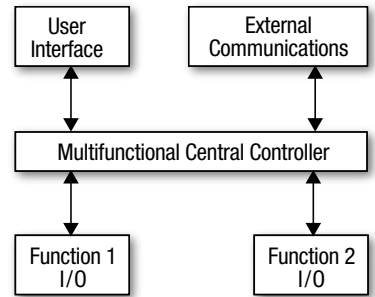 User
Interface
External
Communications
Multifunctional Central Controller
Function 1
I/O
Function 2
I/O